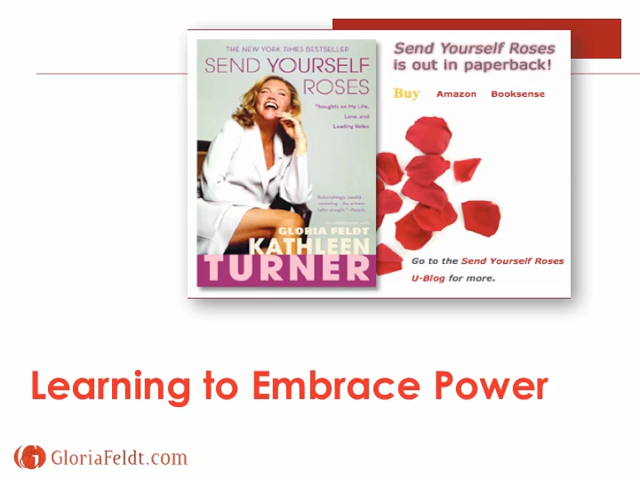 THE NEW YORK TIMES BESTSELLER
SEND YOURSELF
ROSES
Thoughts on My Life,
Love, and
Leading Roles
GLORIA FELDT
KATHLEEN
TURNER
Send Yourself Roses
is out in paperback!
Buy Amazon Booksense
Go to the Send Yourself Roses
U-Blog for more.
Learning to Embrace Power
GloriaFeldt.com